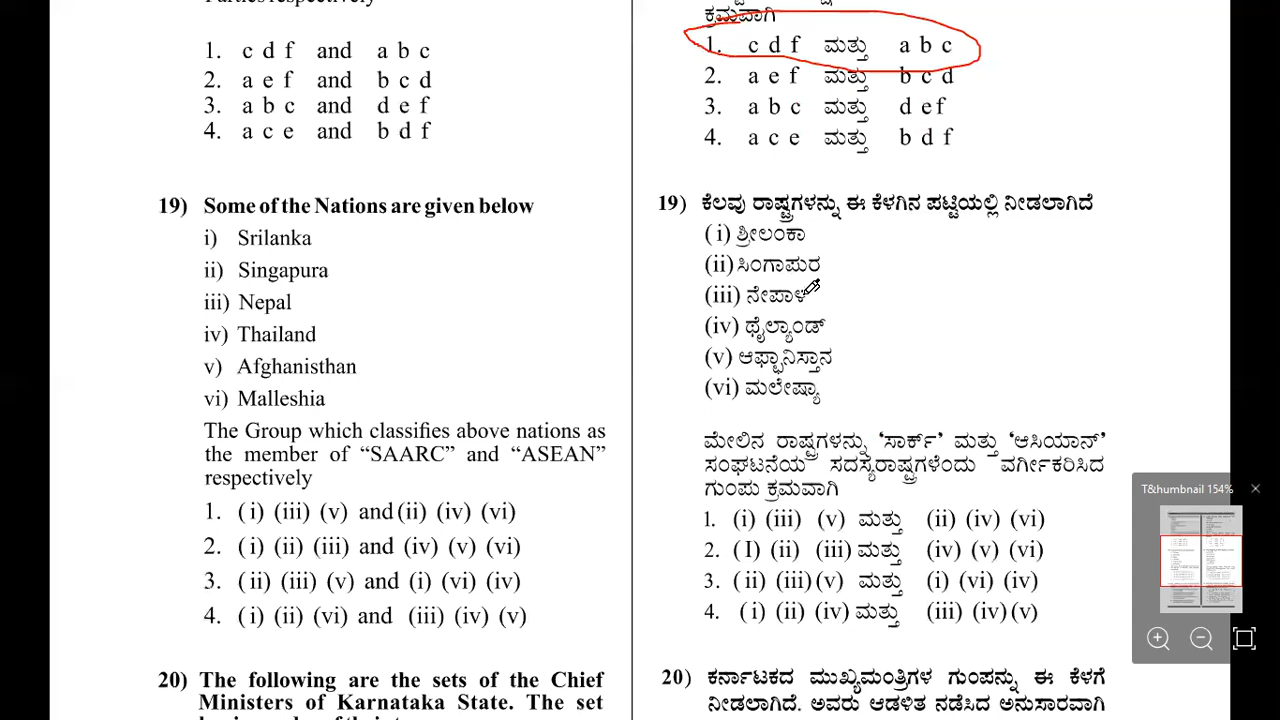 Parties respectively
1. c d f and a b c
2. a e f and b c d
3. a b c and d e f
4. a c e and b d f
19) Some of the Nations are given below
i) Srilanka
ii) Singapura
iii) Nepal
iv) Thailand
v) Afghanisthan
vi) Malleshia
The Group which classifies above nations as
the member of “SAARC” and “ASEAN”
respectively
1. (i) (iii) (v) and (ii) (iv) (vi)
2. (i) (ii) (iii) and (iv) (v) (vi)
3. (ii) (iii) (v) and (i) (vi) (iv)
4. (i) (ii) (vi) and (iii) (iv) (v)
20) The following are the sets of the Chief
Ministers of Karnataka State. The set
ಕ್ರಮವಾಗಿ
1. c d f ಮತ್ತು a b c
2. a e f ಮತ್ತು b c d
3. a b c ಮತ್ತು d e f
4. a c e ಮತ್ತು b d f
19) ಕೆಲವು ರಾಷ್ಟ್ರಗಳನ್ನು ಈ ಕೆಳಗಿನ ಪಟ್ಟಿಯಲ್ಲಿ ನೀಡಲಾಗಿದೆ
(i) ಶ್ರೀಲಂಕಾ
(ii) ಸಿಂಗಾಪುರ
(iii) ನೇಪಾಳ
(iv) ಥೈಲ್ಯಾಂಡ್
(v) ಆಫ್ಘಾನಿಸ್ತಾನ
(vi) ಮಲೇಷ್ಯಾ
ಮೇಲಿನ ರಾಷ್ಟ್ರಗಳನ್ನು ‘ಸಾರ್ಕ್’ ಮತ್ತು ‘ಆಸಿಯಾನ್’
ಸಂಘಟನೆಯ ಸದಸ್ಯರಾಷ್ಟ್ರಗಳೆಂದು ವರ್ಗೀಕರಿಸಿದ
ಗುಂಪು ಕ್ರಮವಾಗಿ
1. (i) (iii) (v) ಮತ್ತು (ii) (iv) (vi)
2. (I) (ii) (iii) ಮತ್ತು (iv) (v) (vi)
3. (ii) (iii) (v) ಮತ್ತು (i) (vi) (iv)
4. (i) (ii) (iv) ಮತ್ತು (iii) (iv) (v)
20) ಕರ್ನಾಟಕದ ಮುಖ್ಯಮಂತ್ರಿಗಳ ಗುಂಪನ್ನು ಈ ಕೆಳಗೆ
ನೀಡಲಾಗಿದೆ. ಅವರು ಆಡಳಿತ ನಡೆಸಿದ ಅನುಸಾರವಾಗಿ
T&humbnail 154%